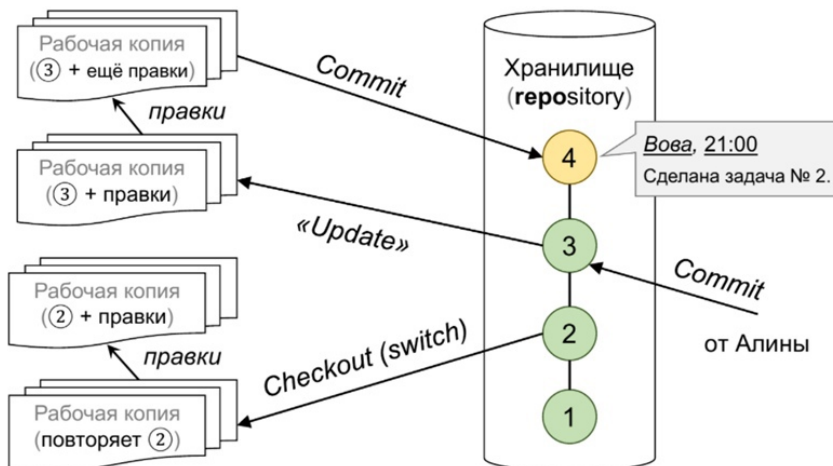 Рабочая копия
(③ + ещё правки)
правки
Рабочая копия
(③ + правки)
Рабочая копия
(② + правки)
правки
Рабочая копия
(повторяет ②)
Commit
«Update»
Checkout (switch)
Хранилище
(repository)
4
3
2
1
Вова, 21:00
Сделана задача № 2.
Commit
от Алины